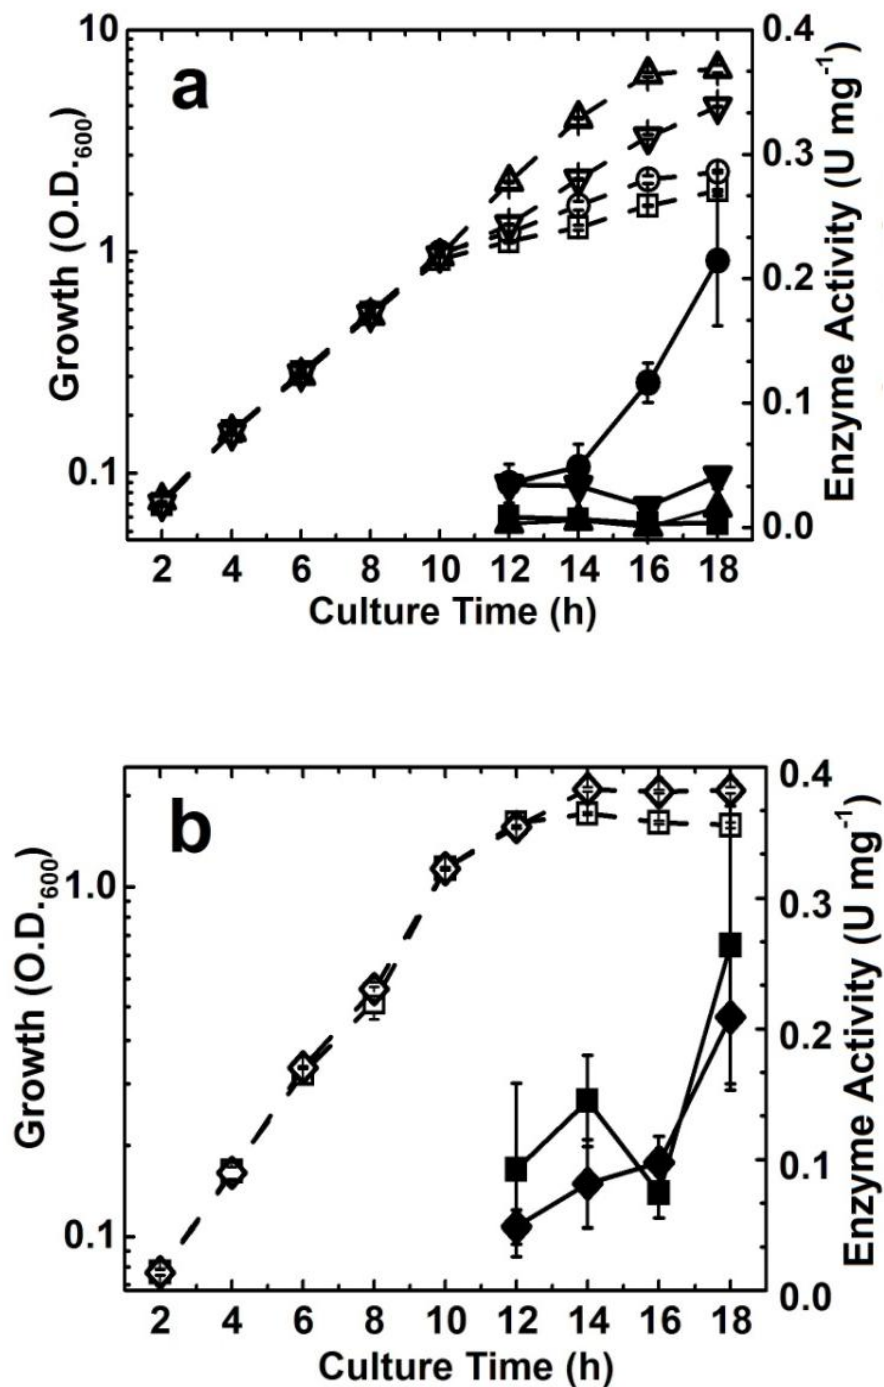 a
Growth (O.D.600)
10
1
0.1
Enzyme Activity (U mg-1)
0.4
0.3
0.2
0.1
0.0
2 4 6 8 10 12 14 16 18
Culture Time (h)
b
Growth (O.D.600)
1.0
0.1
Enzyme Activity (U mg-1)
0.4
0.3
0.2
0.1
0.0
2 4 6 8 10 12 14 16 18
Culture Time (h)